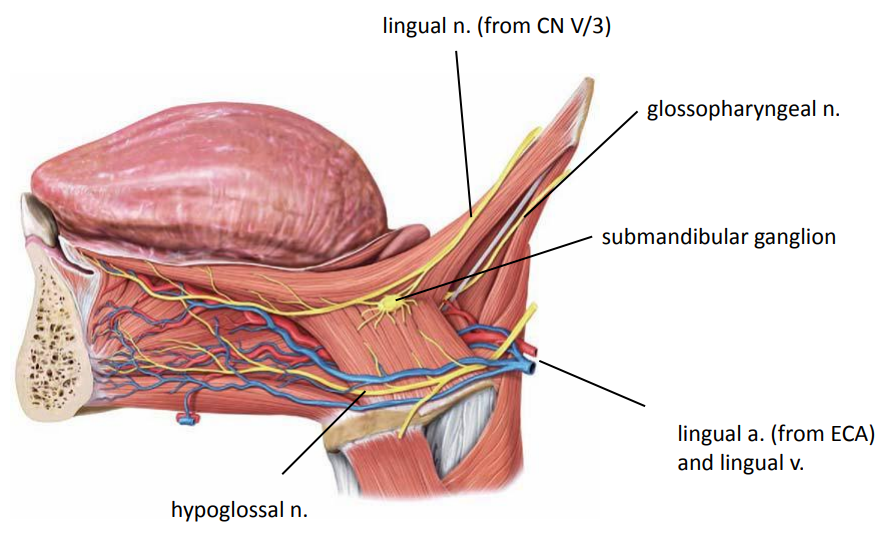 lingual n. (from CN V/3)
glossopharyngeal n.
submandibular ganglion
lingual a. (from ECA)
and lingual v.
hypoglossal n.